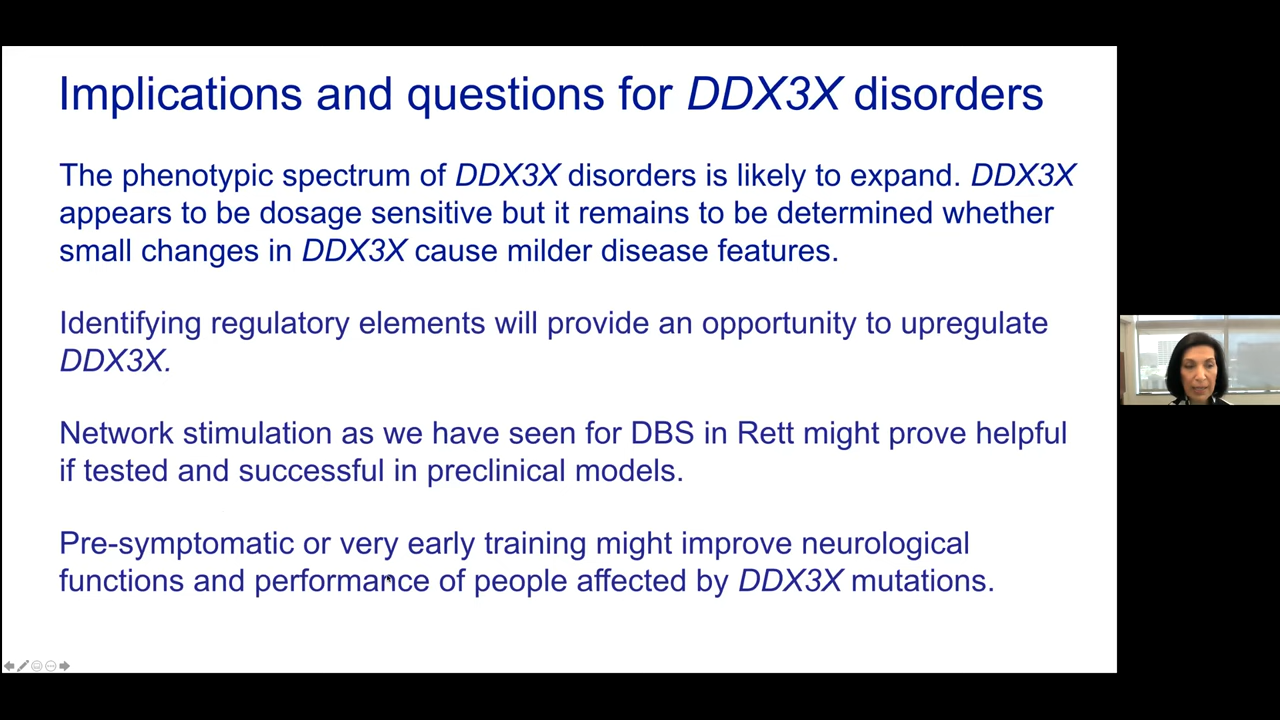 Implications and questions for DDX3X disorders
The phenotypic spectrum of DDX3X disorders is likely to expand. DDX3X
appears to be dosage sensitive but it remains to be determined whether
small changes in DDX3X cause milder disease features.
Identifying regulatory elements will provide an opportunity to upregulate
DDX3X.
Network stimulation as we have seen for DBS in Rett might prove helpful
if tested and successful in preclinical models.
Pre-symptomatic or very early training might improve neurological
functions and performance of people affected by DDX3X mutations.